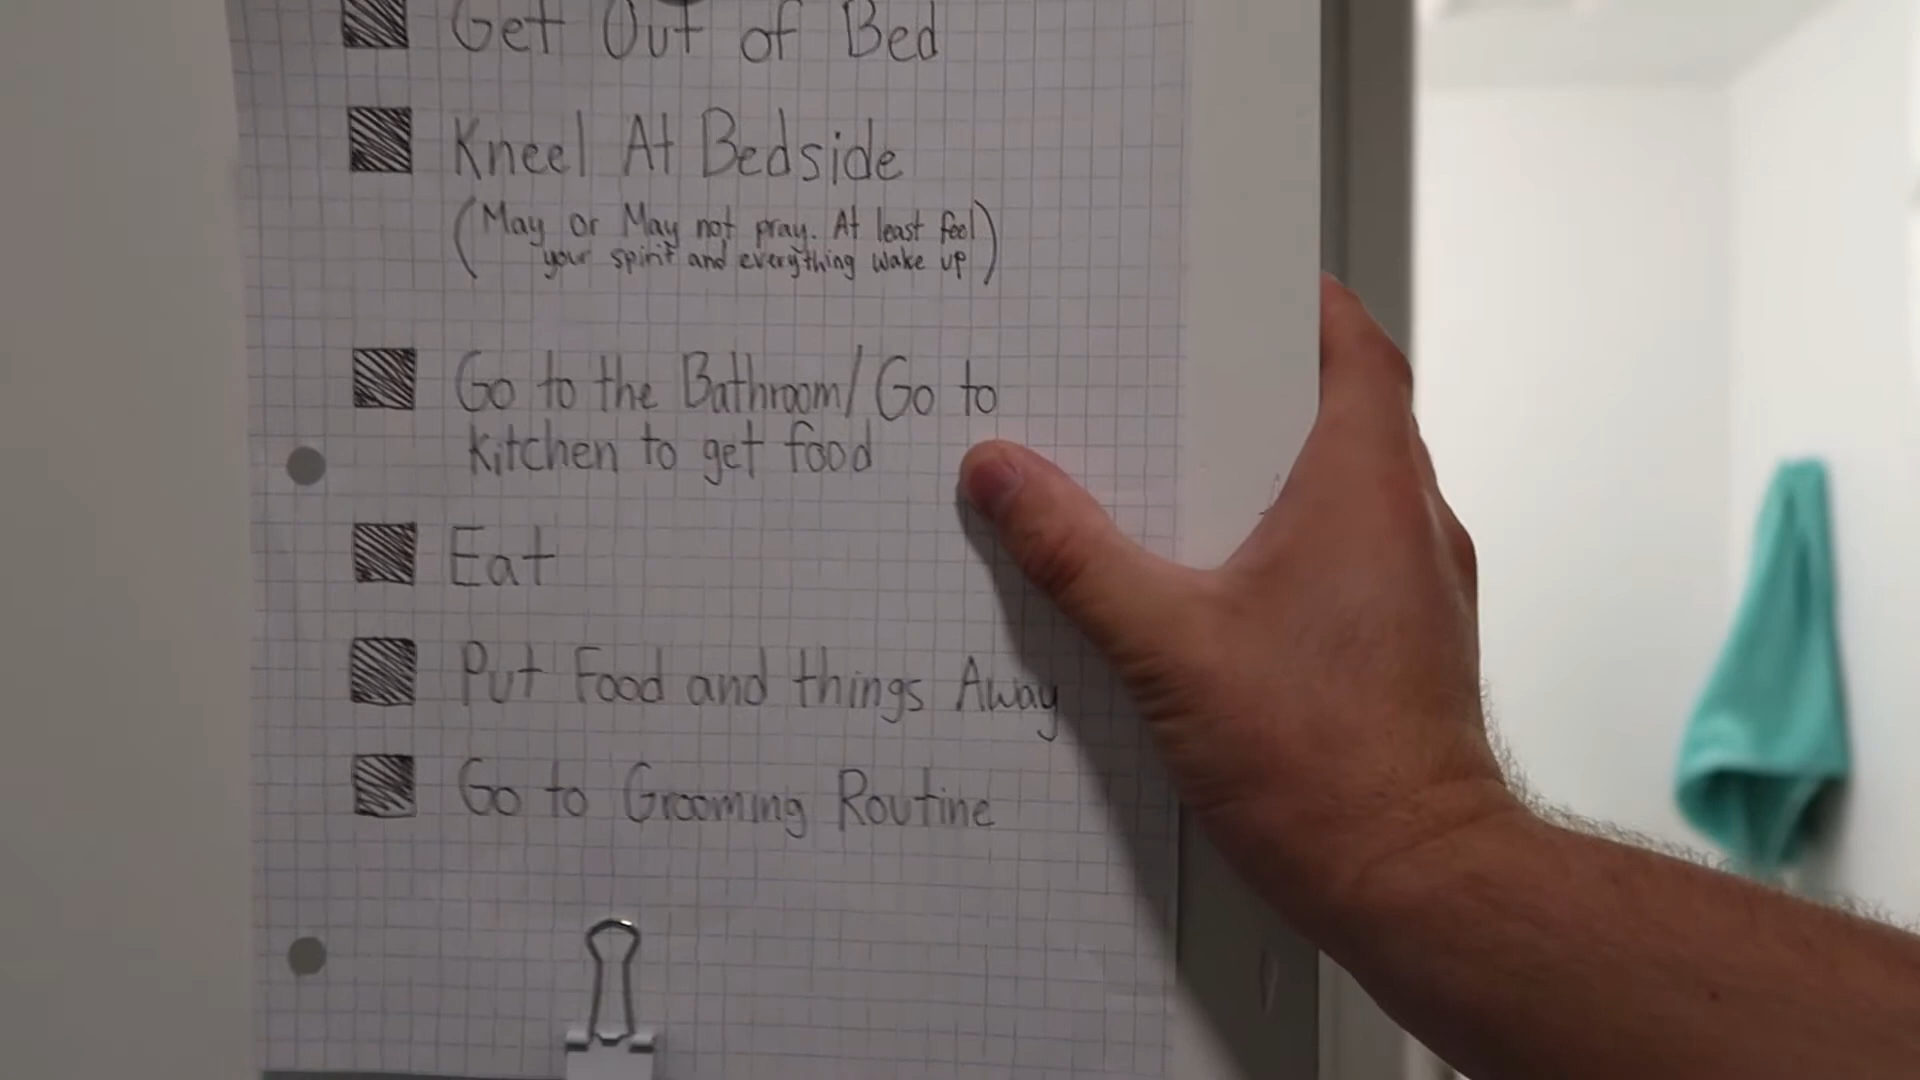 Get Out of Bed
Kneel At Bedside
(May or May not pray. At least feel
your spirit and everything wake up)
Go to the Bathroom/Go to
kitchen to get food
Eat
Put Food and things Away
Go to Grooming Routine